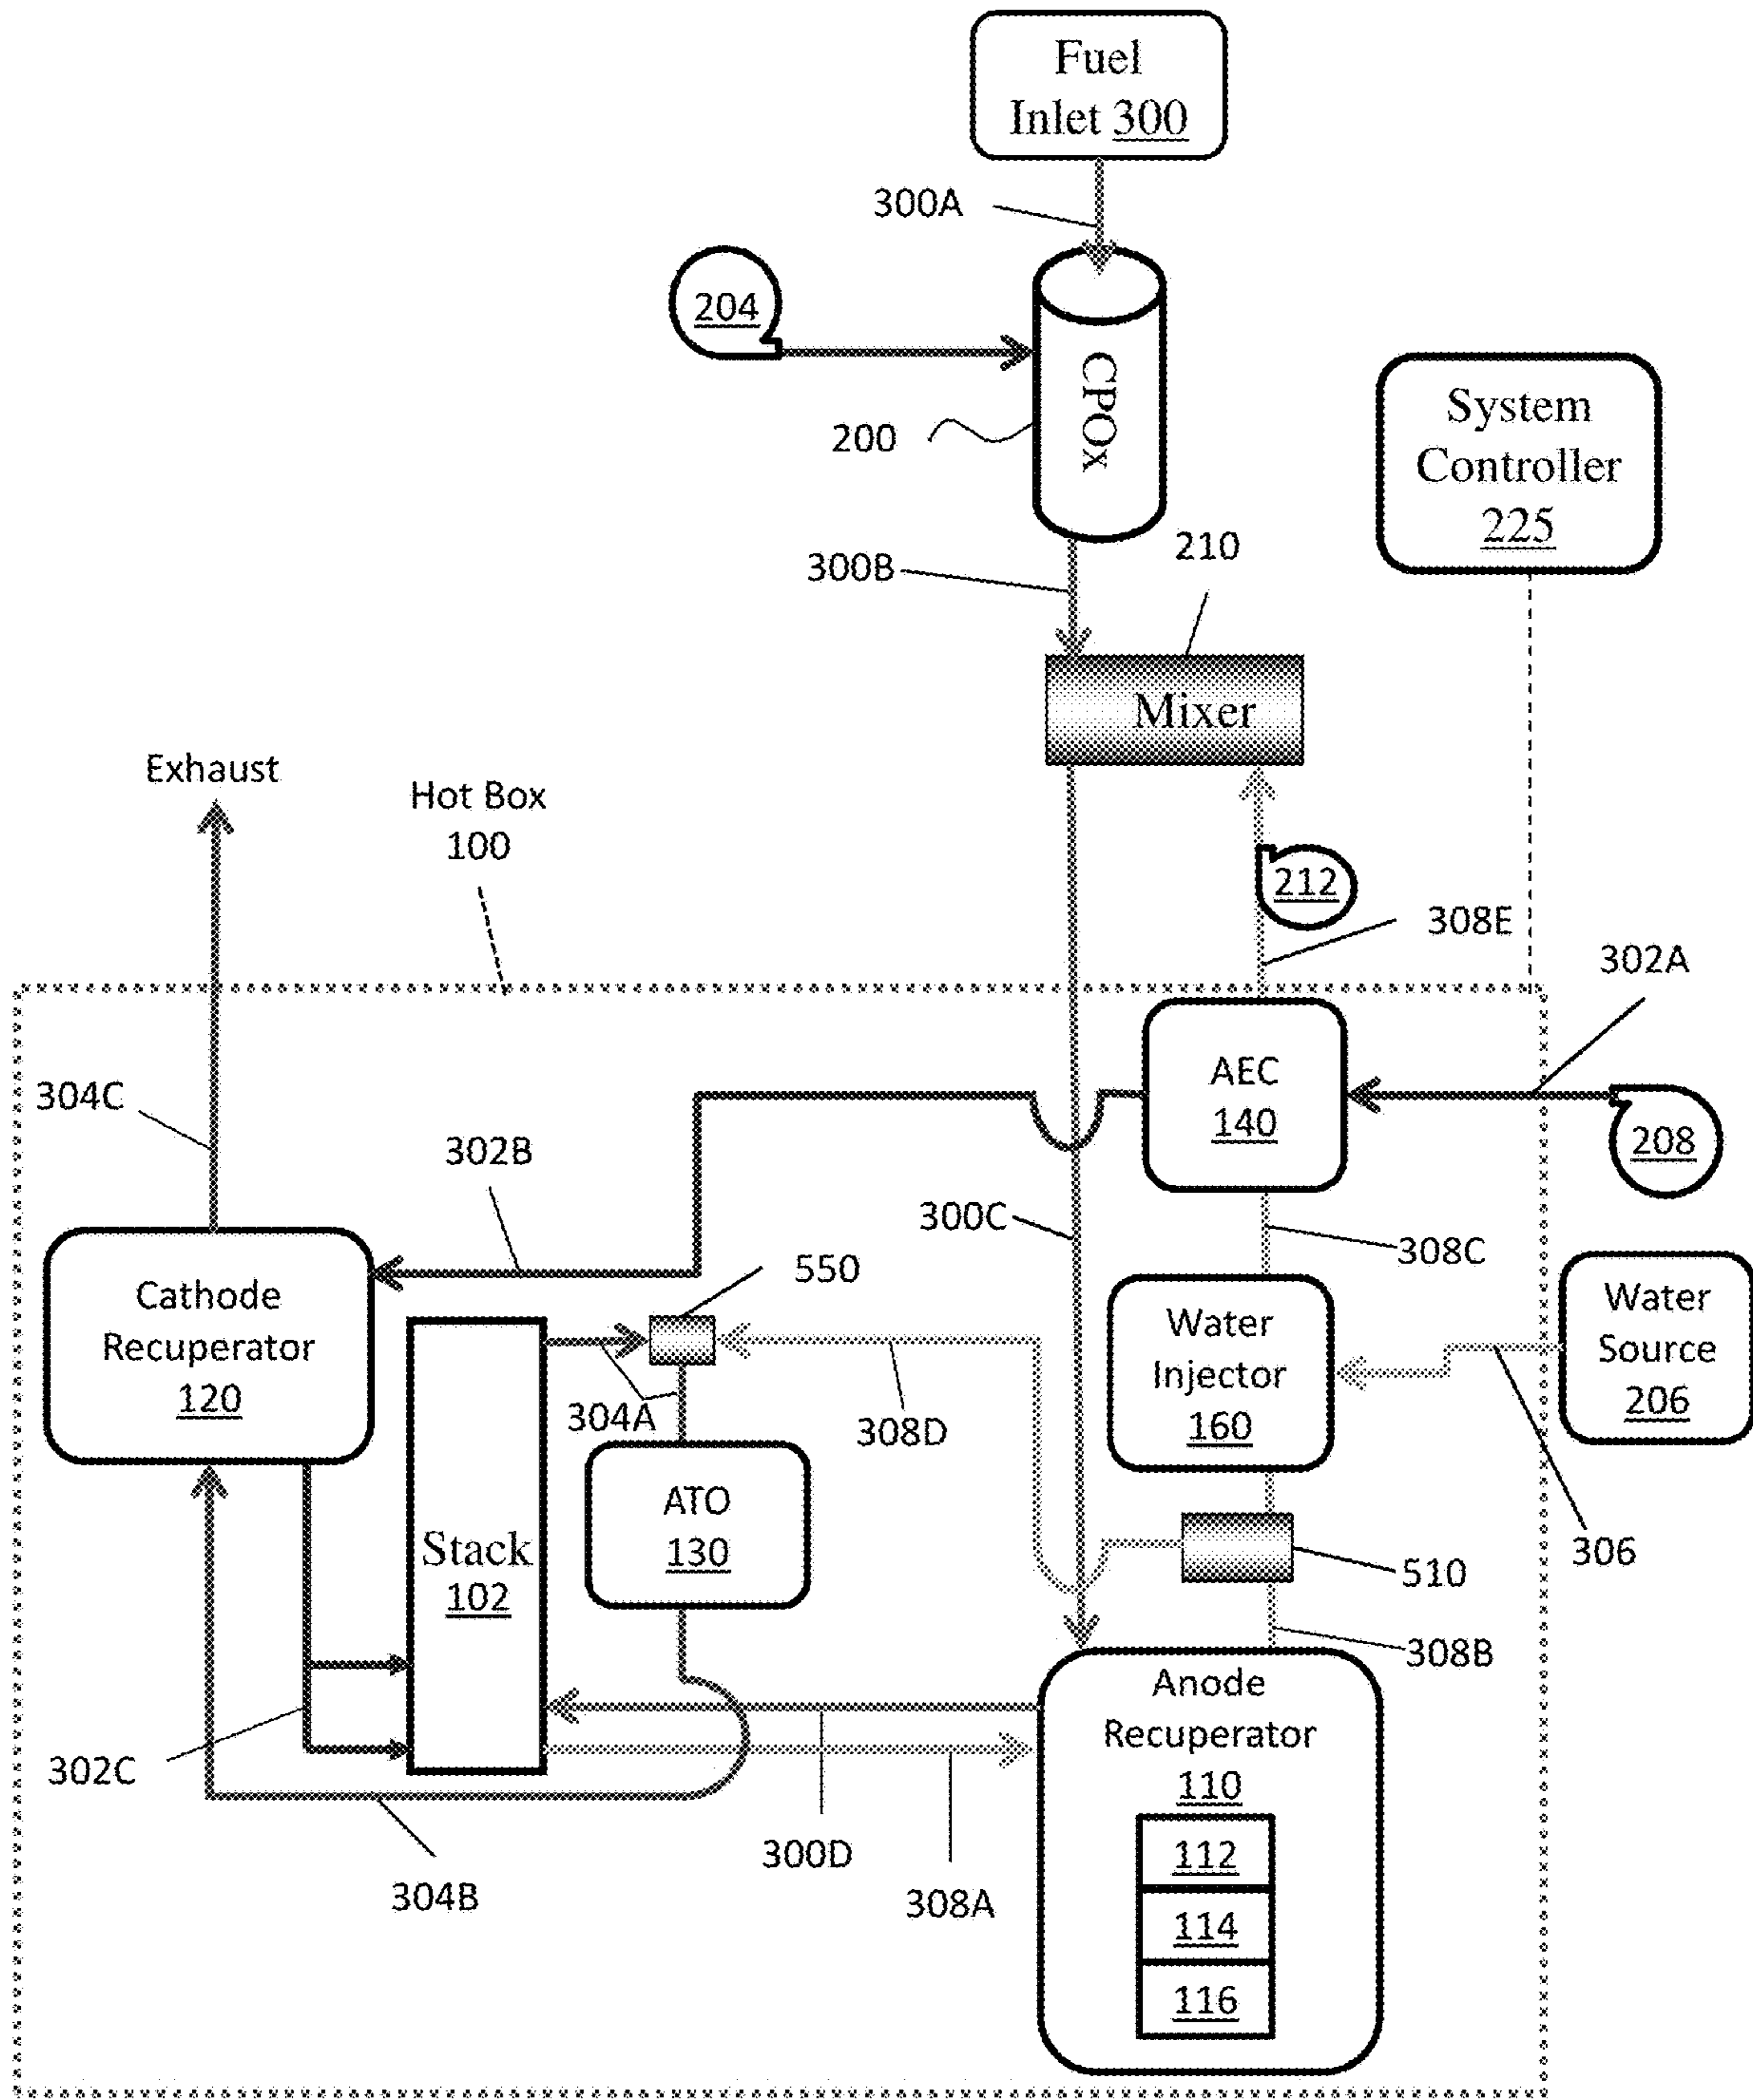 Fuel
Inlet 300
300A
204
CPOx
200
System
Controller
225
210
300B
Mixer
Exhaust
Hot Box
100
212
308E
302A
AEC
140
304C
208
302B
300C
308C
550
Cathode
Recuperator
120
Water
Injector
160
Water
Source
206
304A
308D
ATO
130
Stack
102
306
510
308B
Anode
Recuperator
110
302C
112
300D
304B
308A
114
116